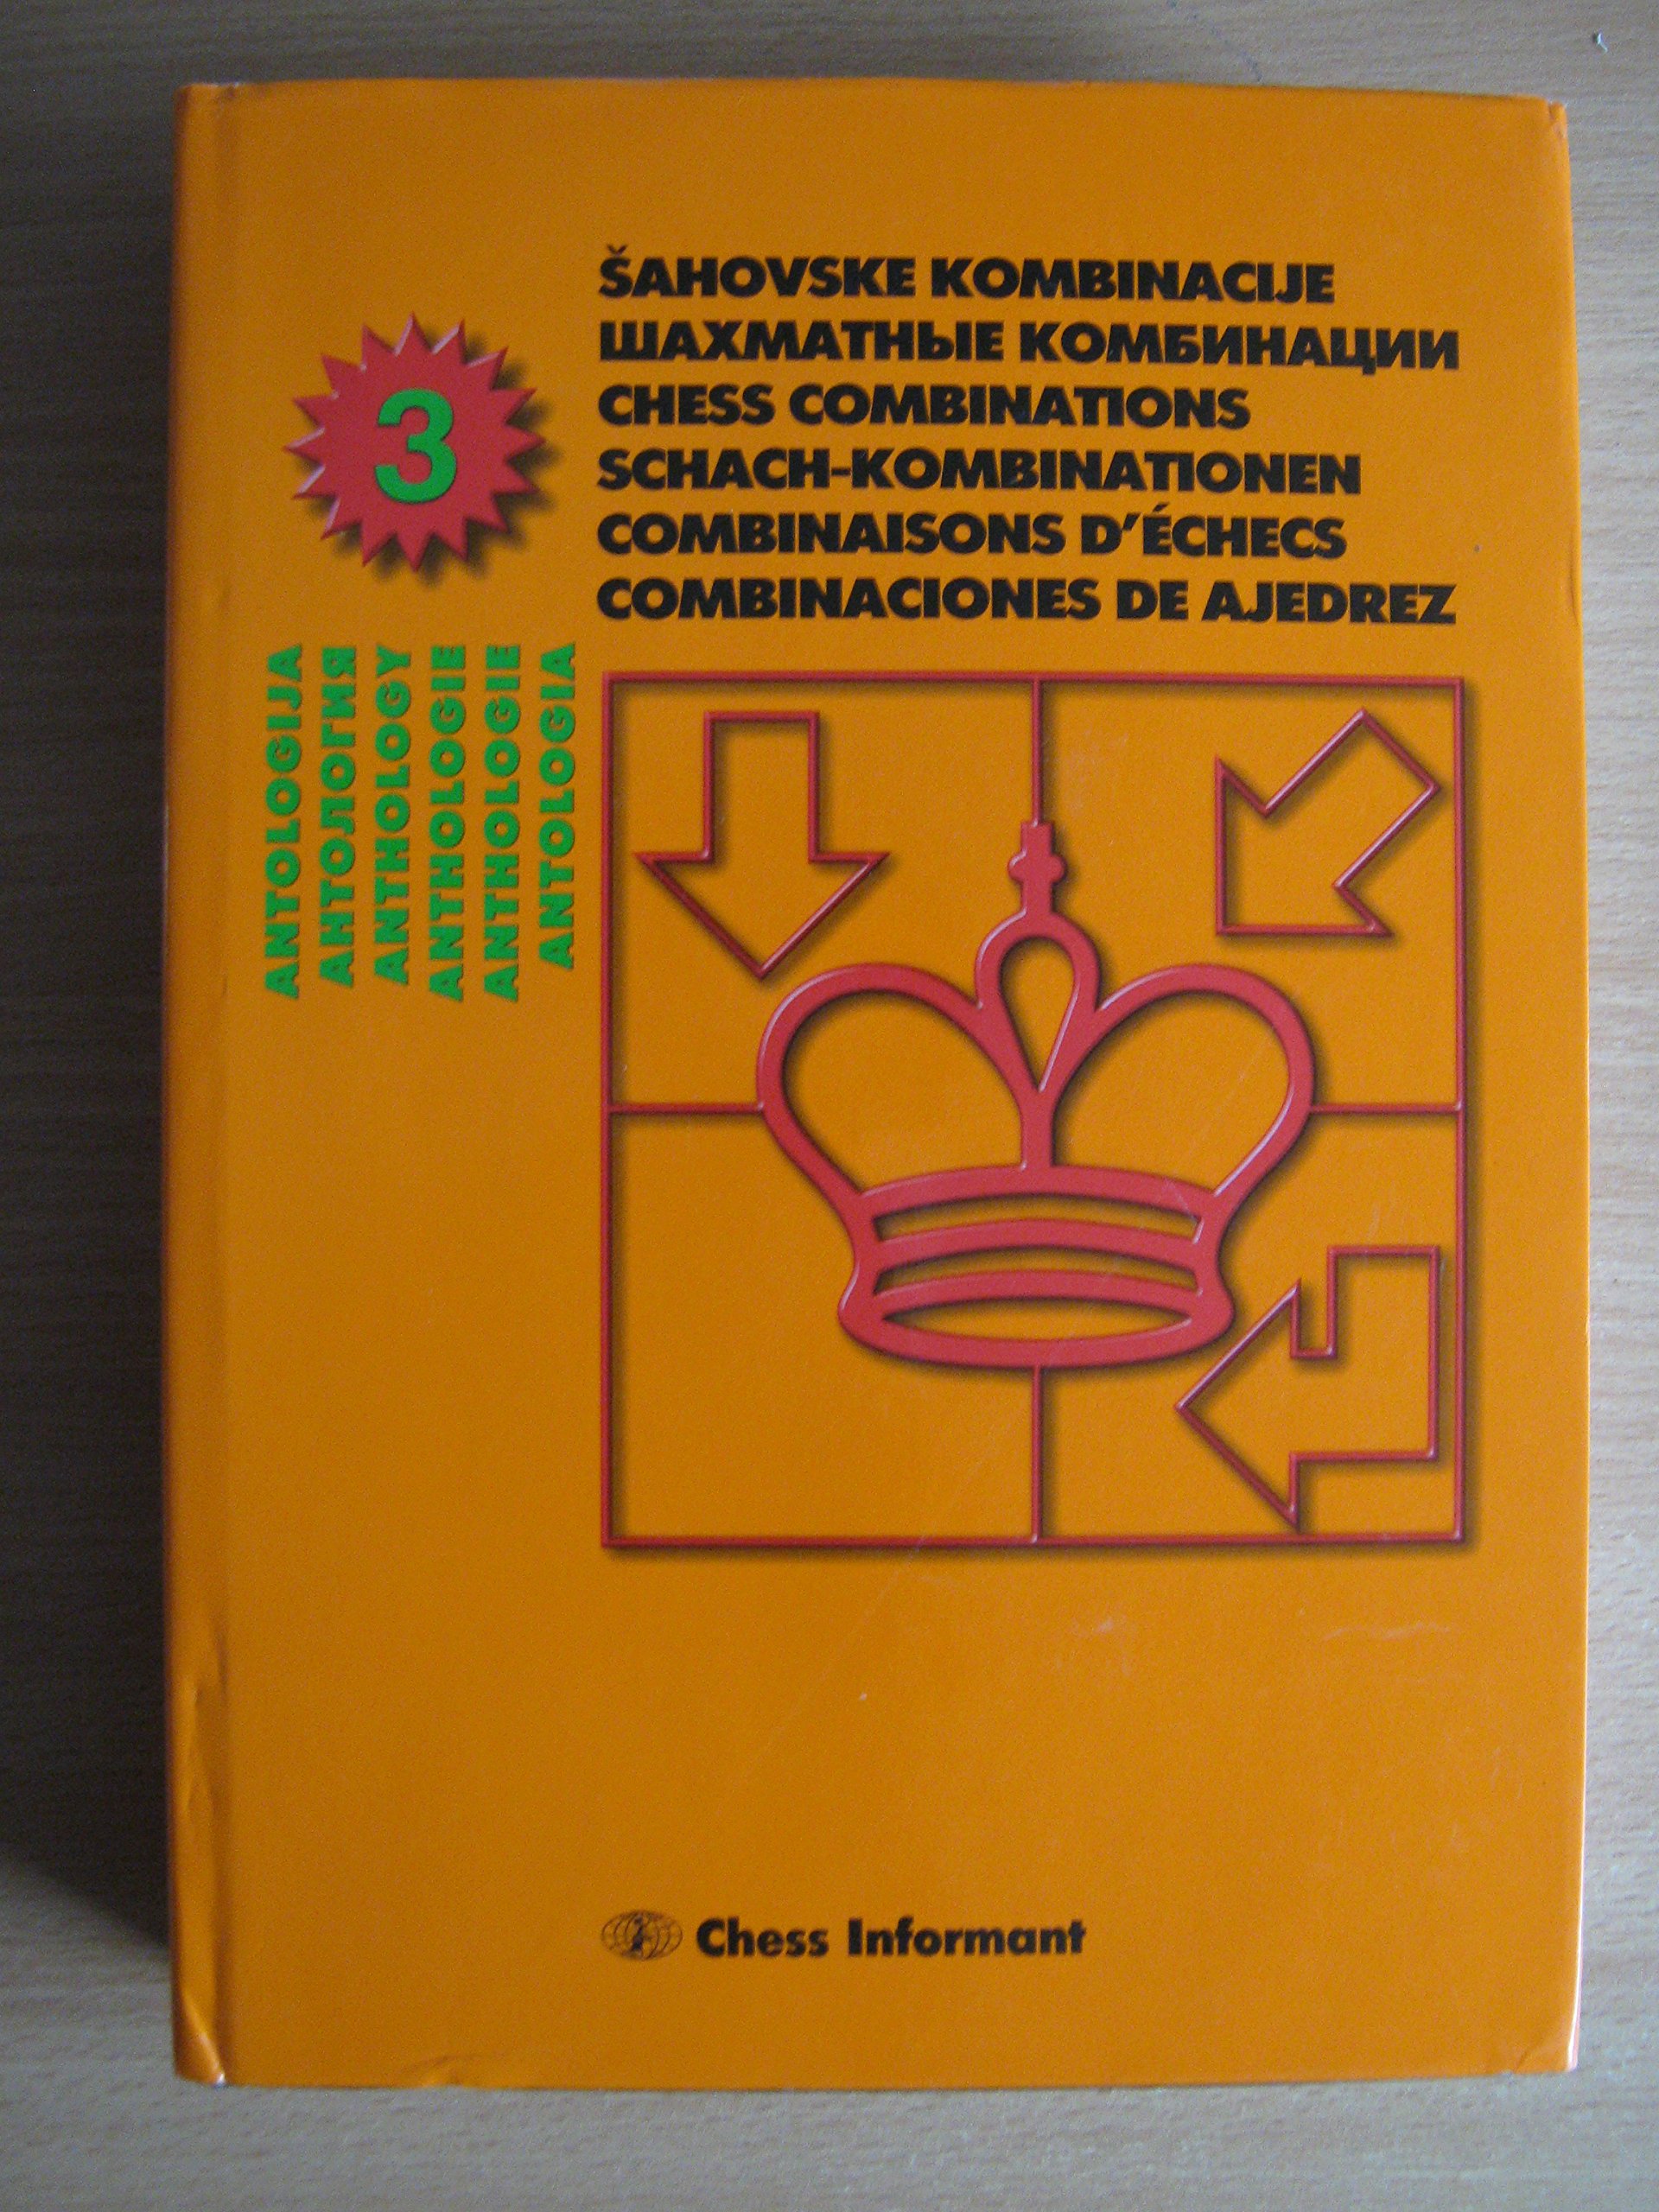 ŠAHOVSKE KOMBINACIJE
ШАХМАТНЫЕ КОМБИНАЦИИ
CHESS COMBINATIONS
SCHACH-KOMBINATIONEN
COMBINAISONS D'ÉCHECS
COMBINACIONES DE AJEDREZ
3
ANTOLOGIJA
АНТОЛОГИЯ
ANTHOLOGY
ANTHOLOGIE
ANTHOLOGIE
ANTOLOGIA
Chess Informant